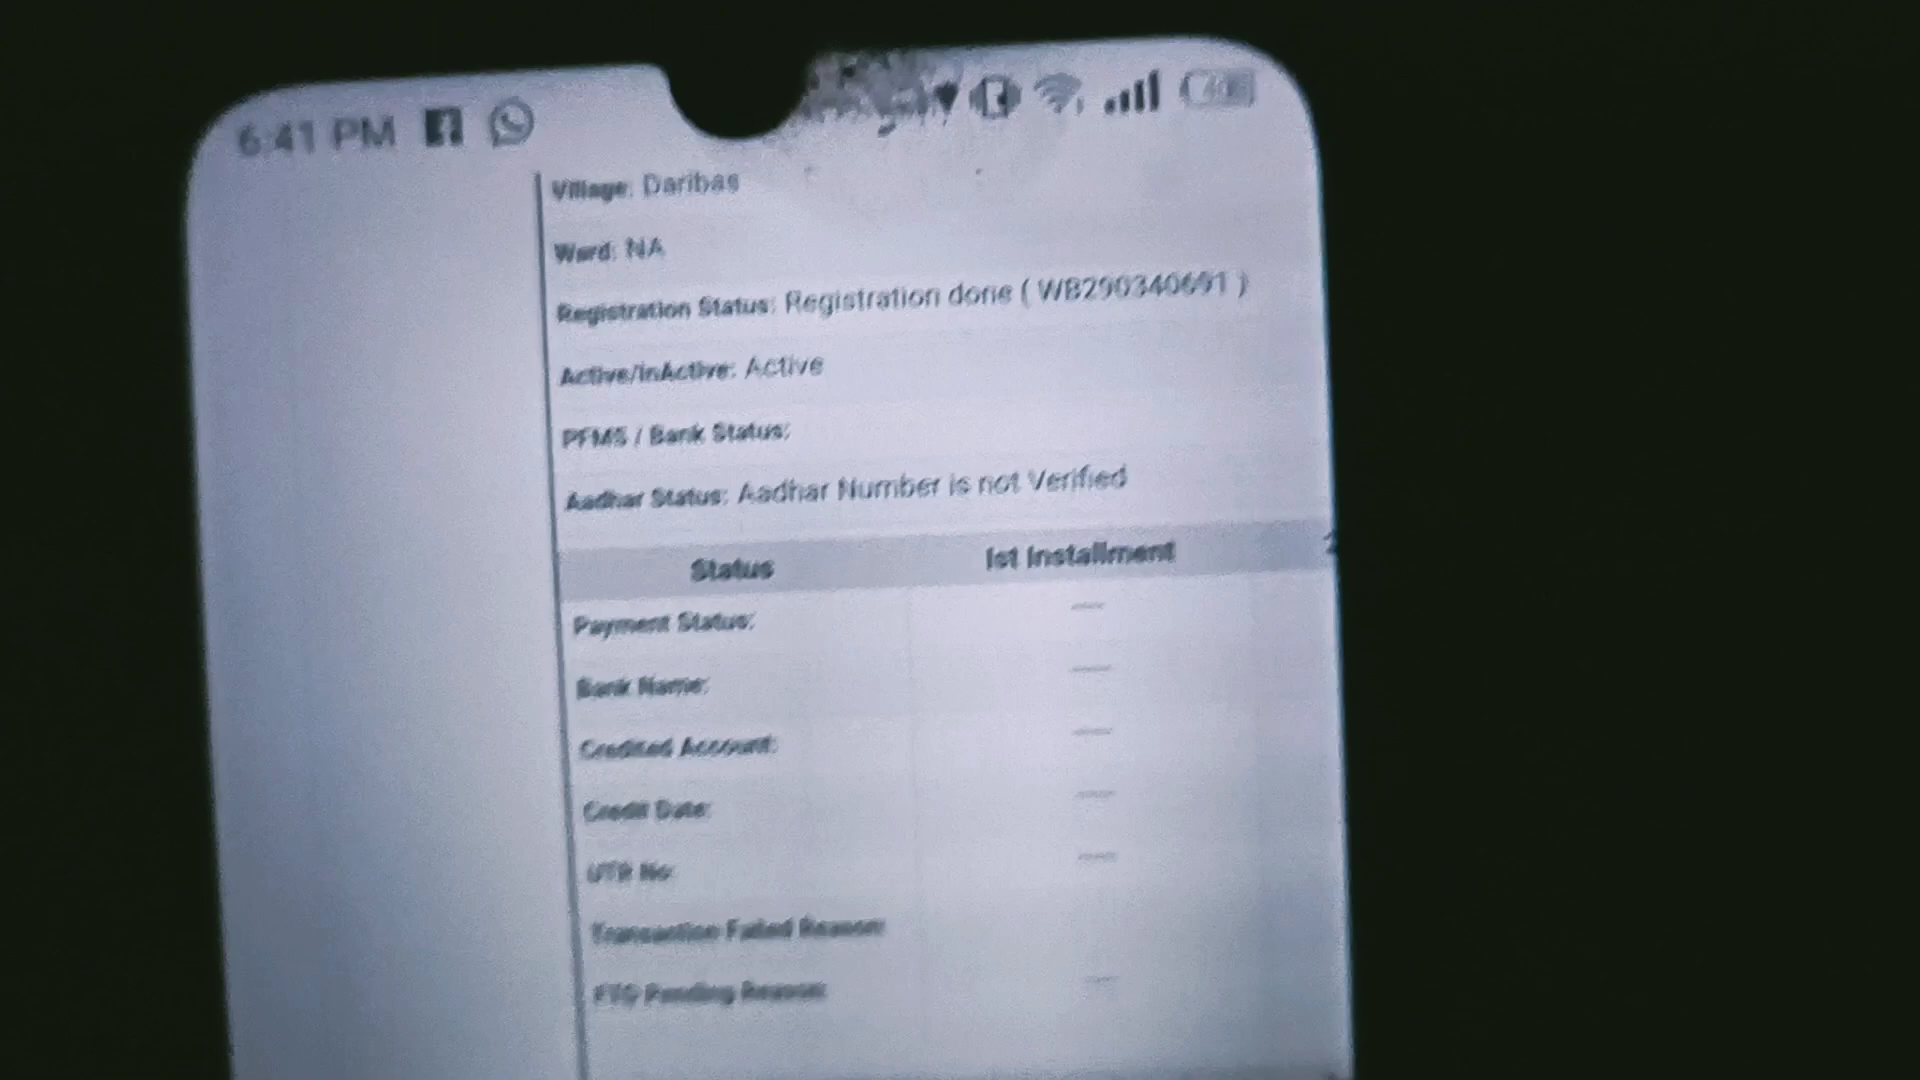 6:41 PM
Village: Daribas
Ward: NA
Registration Status: Registration done ( WB290340691 )
Active/InActive: Active
PFMS / Bank Status:
Aadhar Status: Aadhar Number is not Verified
Status Ist Installment
Payment Status: ----
Bank Name: ----
Credited Account: ----
Credit Date: ----
UTR No: ----
Transaction Failed Reason:
FTO Pending Reason: ----